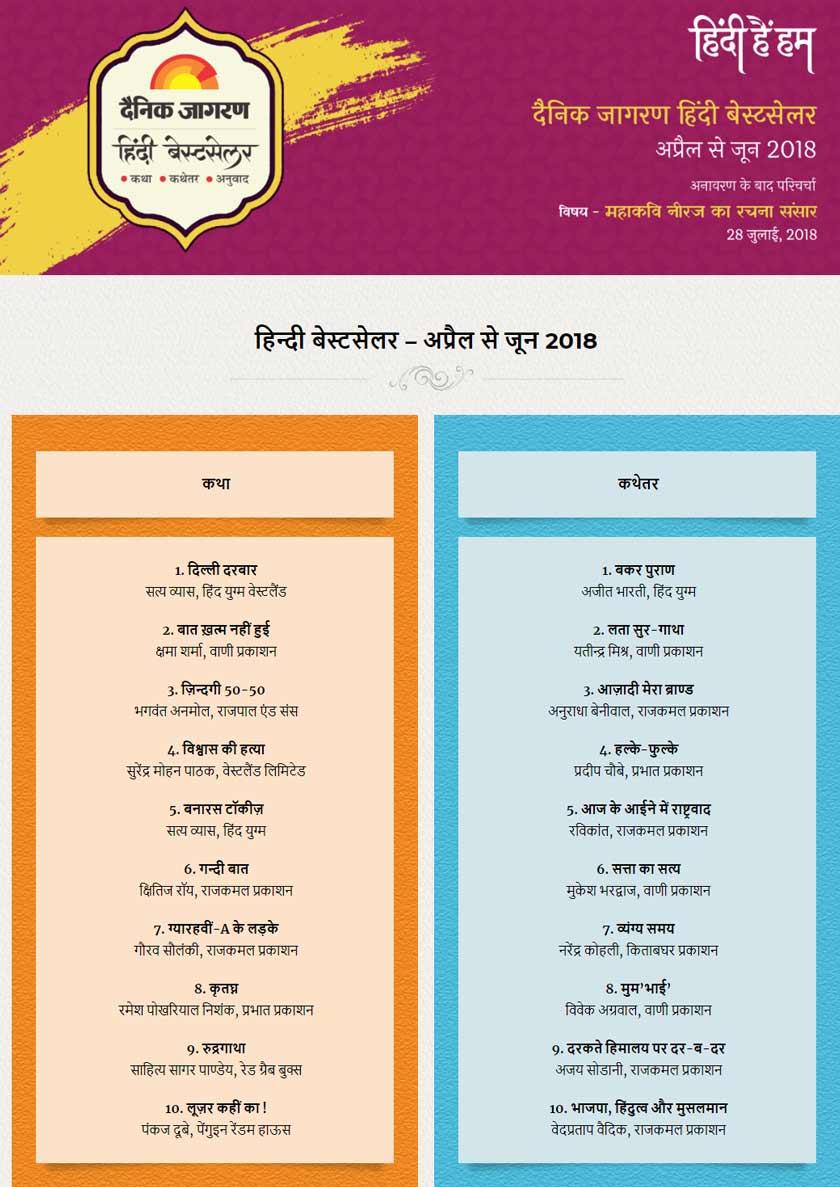 दैनिक जागरण
हिंदी बेस्टसेलर
• कथा • कथेतर • अनुवाद
हिंदी हैं हम
दैनिक जागरण हिंदी बेस्टसेलर
अप्रैल से जून 2018
अनावरण के बाद परिचर्चा
विषय - महाकवि नीरज का रचना संसार
28 जुलाई, 2018
हिन्दी बेस्टसेलर – अप्रैल से जून 2018
कथा
1. दिल्ली दरबार
सत्य व्यास, हिंद युग्म वेस्टलैंड
2. बात ख़त्म नहीं हुई
क्षमा शर्मा, वाणी प्रकाशन
3. ज़िन्दगी 50-50
भगवंत अनमोल, राजपाल एंड संस
4. विश्वास की हत्या
सुरेंद्र मोहन पाठक, वेस्टलैंड लिमिटेड
5. बनारस टॉकीज़
सत्य व्यास, हिंद युग्म
6. गन्दी बात
क्षितिज रॉय, राजकमल प्रकाशन
7. ग्यारहवीं-A के लड़के
गौरव सौलंकी, राजकमल प्रकाशन
8. कृतघ्न
रमेश पोखरियाल निशंक, प्रभात प्रकाशन
9. रुद्रगाथा
साहित्य सागर पाण्डेय, रेड ग्रैब बुक्स
10. लूज़र कहीं का !
पंकज दूबे, पेंगुइन रेंडम हाऊस
कथेतर
1. बकर पुराण
अजीत भारती, हिंद युग्म
2. लता सुर-गाथा
यतीन्द्र मिश्र, वाणी प्रकाशन
3. आज़ादी मेरा ब्राण्ड
अनुराधा बेनीवाल, राजकमल प्रकाशन
4. हल्के-फुल्के
प्रदीप चौबे, प्रभात प्रकाशन
5. आज के आईने में राष्ट्रवाद
रविकांत, राजकमल प्रकाशन
6. सत्ता का सत्य
मुकेश भरद्वाज, वाणी प्रकाशन
7. व्यंग्य समय
नरेंद्र कोहली, किताबघर प्रकाशन
8. मुम’भाई’
विवेक अग्रवाल, वाणी प्रकाशन
9. दरकते हिमालय पर दर-ब-दर
अजय सोडानी, राजकमल प्रकाशन
10. भाजपा, हिंदुत्व और मुसलमान
वेदप्रताप वैदिक, राजकमल प्रकाशन